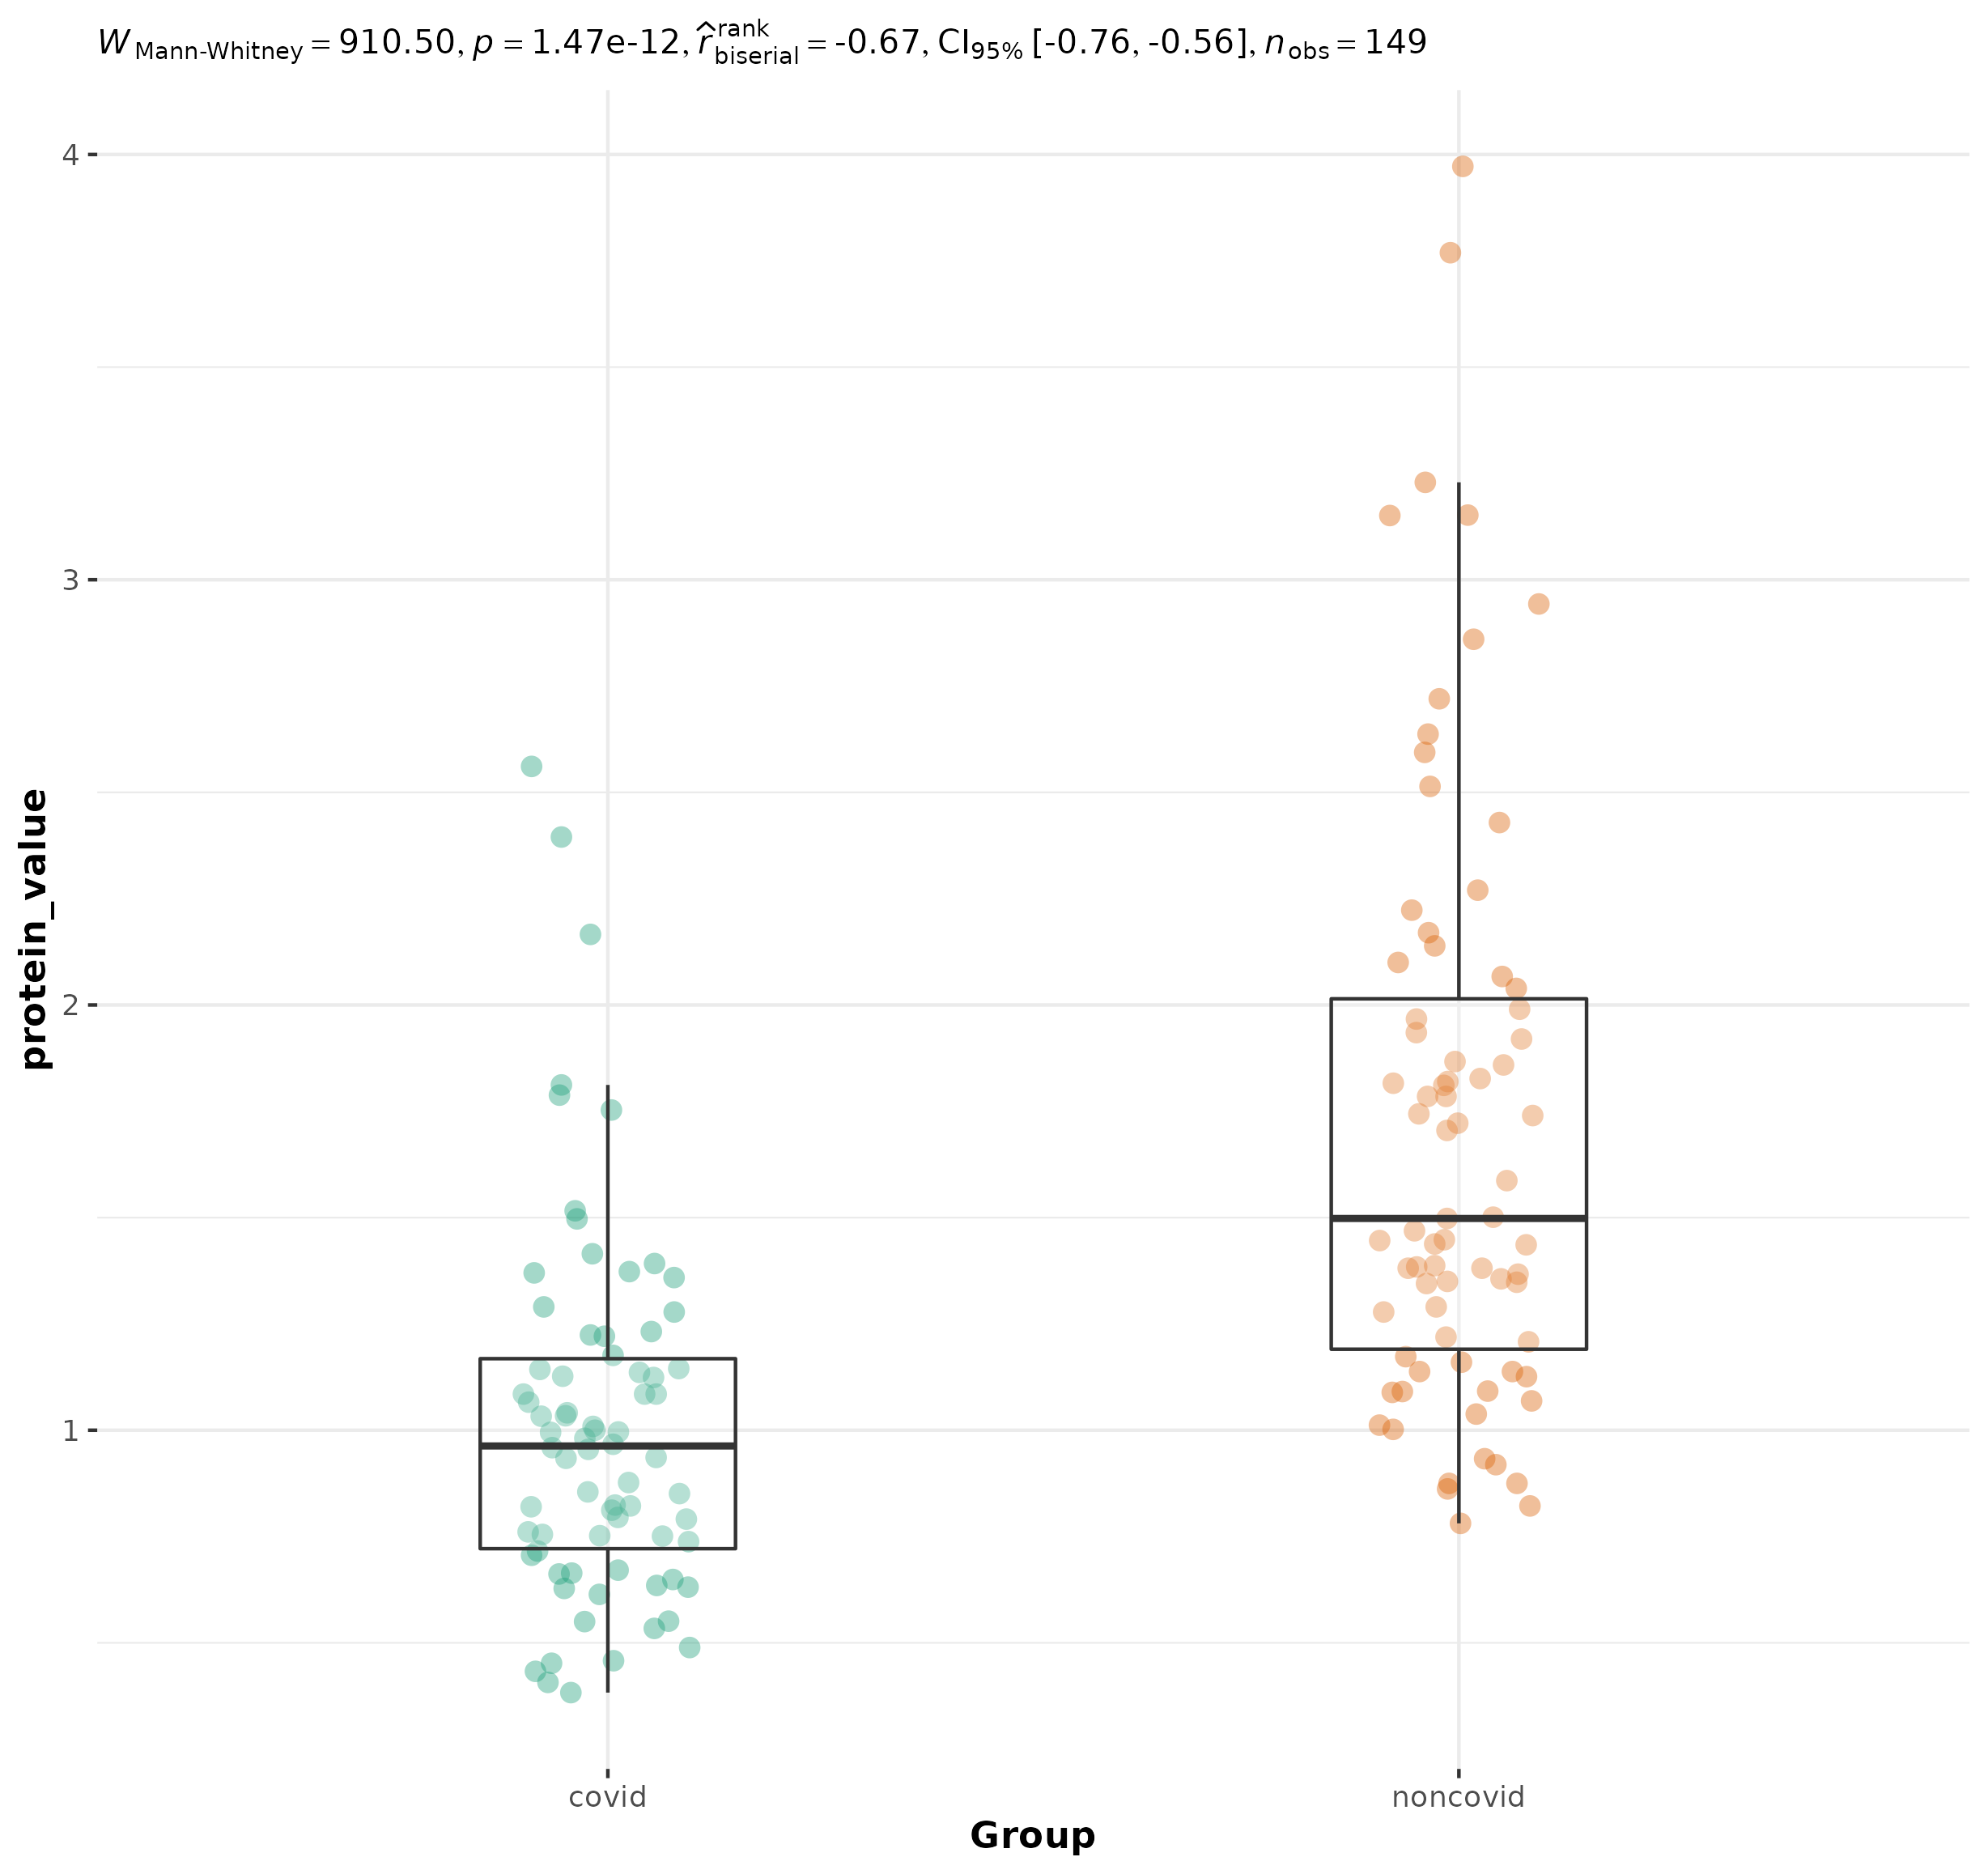 W Mann-Whitney = 910.50, p = 1.47e-12, r̂ rank biserial = -0.67, CI95% [-0.76, -0.56], n obs = 149
4
3
2
1
protein_value
covid noncovid
Group